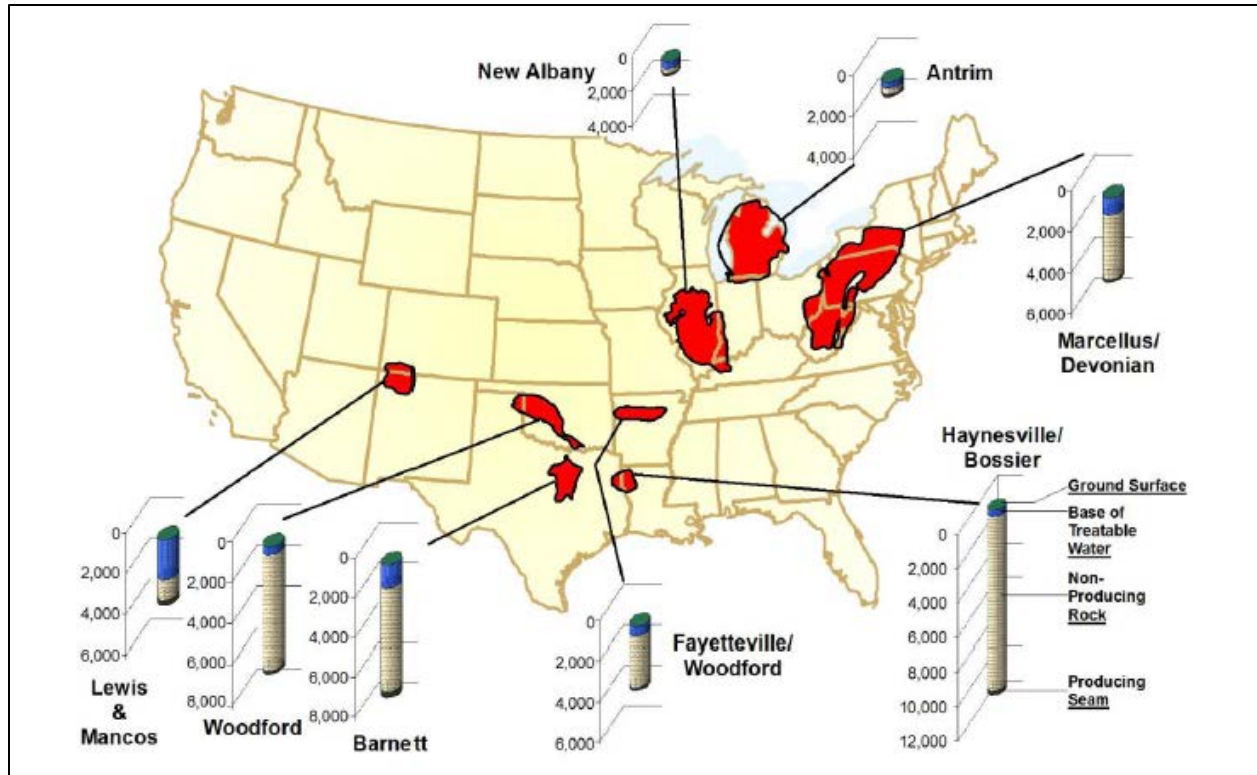 New Albany
0
2,000
4,000
Antrim
0
2,000
4,000
0
2,000
4,000
6,000
Marcellus/
Devonian
Haynesville/
Bossier
Ground Surface
Base of
Treatable
Water
Non-
Producing
Rock
Producing
Seam
0
2,000
4,000
6,000
8,000
10,000
12,000
0
2,000
4,000
6,000
Lewis
&
Mancos
0
2,000
4,000
6,000
8,000
Woodford
0
2,000
4,000
6,000
8,000
Barnett
0
2,000
4,000
6,000
Fayetteville/
Woodford